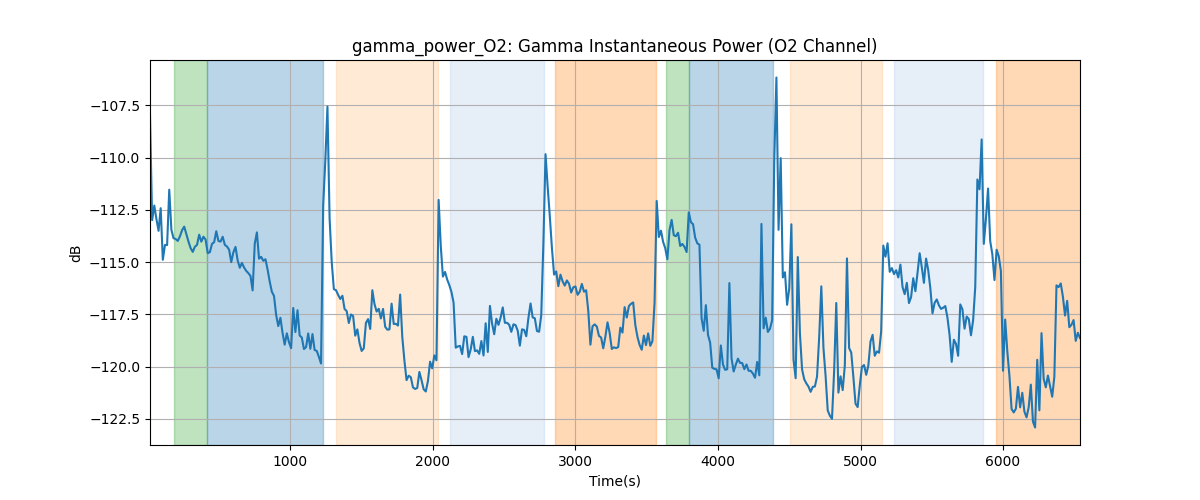 gamma_power_O2: Gamma Instantaneous Power (O2 Channel)
−107.5
−110.0
−112.5
−115.0
−117.5
−120.0
−122.5
dB
1000 2000 3000 4000 5000 6000
Time(s)